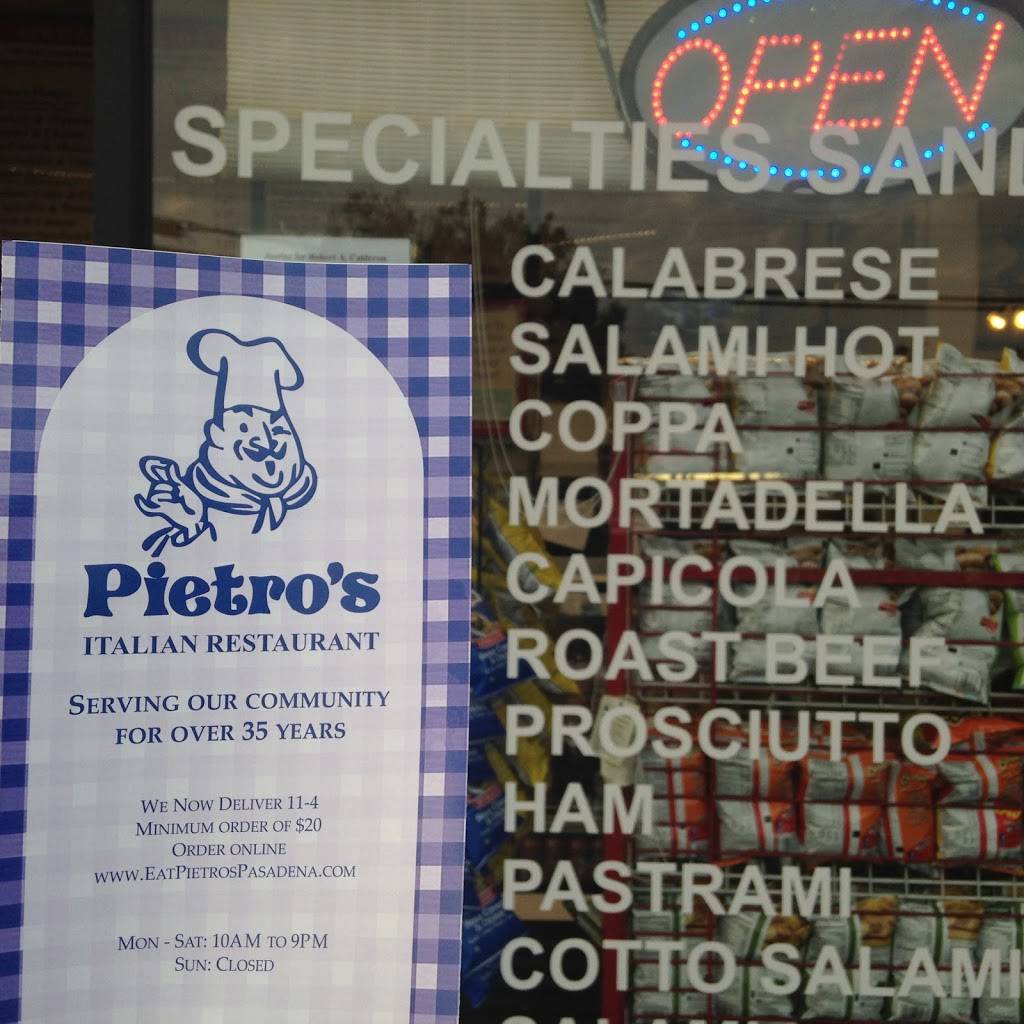 OPEN
SPECIALTIES SAN
CALABRESE
SALAMI HOT
COPPA
MORTADELLA
CAPICOLA
ROAST BEEF
PROSCIUTTO
HAM
PASTRAMI
COTTO SALAMI
Pietro's
ITALIAN RESTAURANT
SERVING OUR COMMUNITY
FOR OVER 35 YEARS
WE NOW DELIVER 11-4
MINIMUM ORDER OF $20
ORDER ONLINE
WWW.EATPIETROSPASADENA.COM
MON - SAT: 10AM TO 9PM
SUN: CLOSED